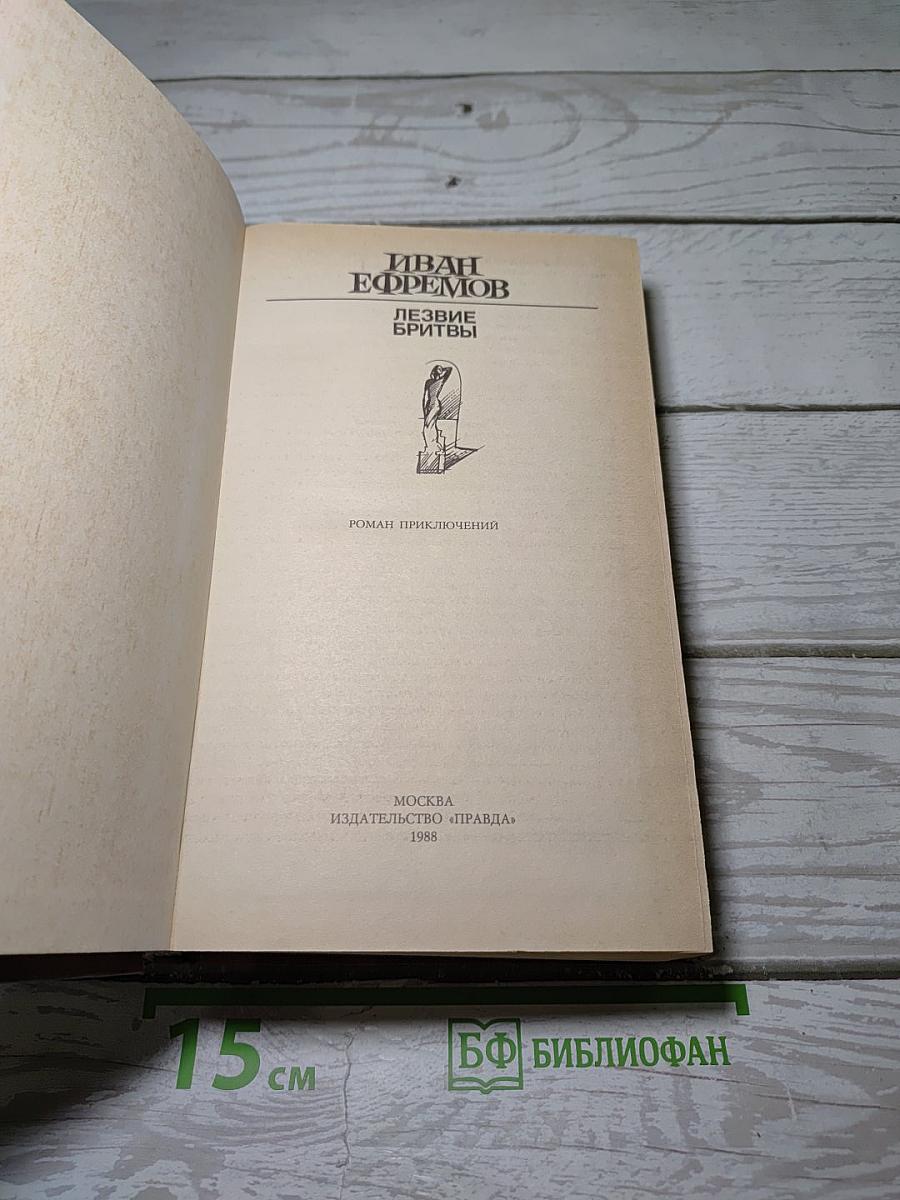 ИВАН
ЕФРЕМОВ
ЛЕЗВИЕ
БРИТВЫ
РОМАН ПРИКЛЮЧЕНИЙ
МОСКВА
ИЗДАТЕЛЬСТВО «ПРАВДА»
1988
15 см
БФ БИБЛИОФАН